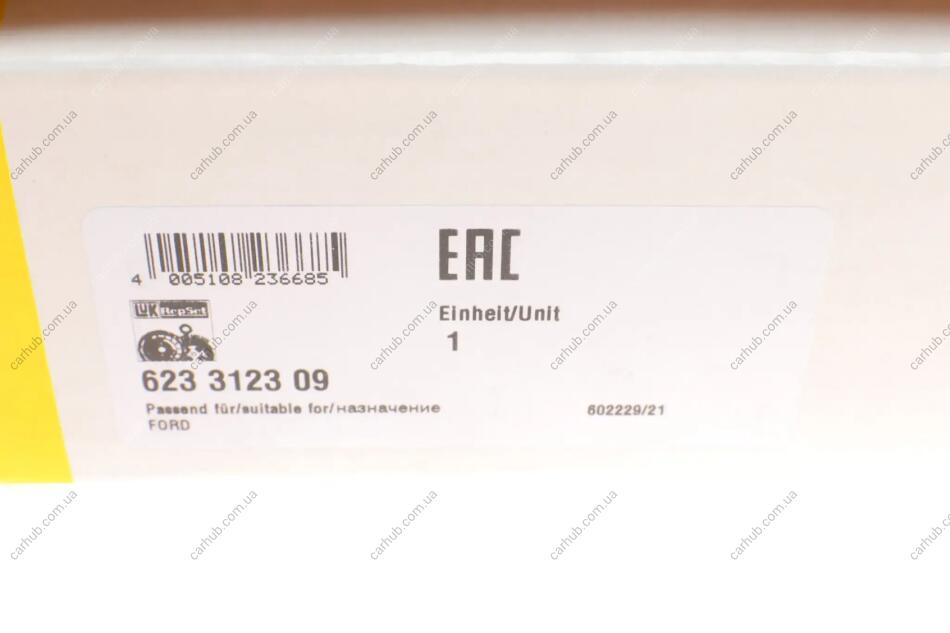 4 005108 236685
EAC
LUK RepSet
Einheit/Unit
1
623 3123 09
Passend für/suitable for/назначение
602229/21
FORD
carhub.com.ua